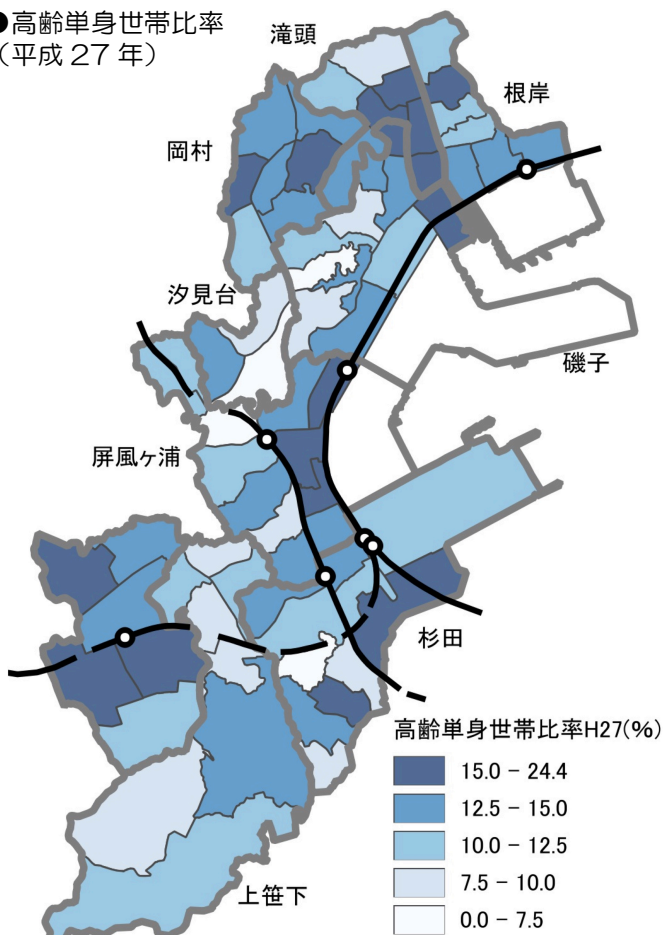 ●高齢単身世帯比率
（平成 27 年）
滝頭
根岸
岡村
汐見台
磯子
屏風ヶ浦
杉田
上笹下
高齢単身世帯比率H27(%)
15.0 − 24.4
12.5 − 15.0
10.0 − 12.5
7.5 − 10.0
0.0 − 7.5